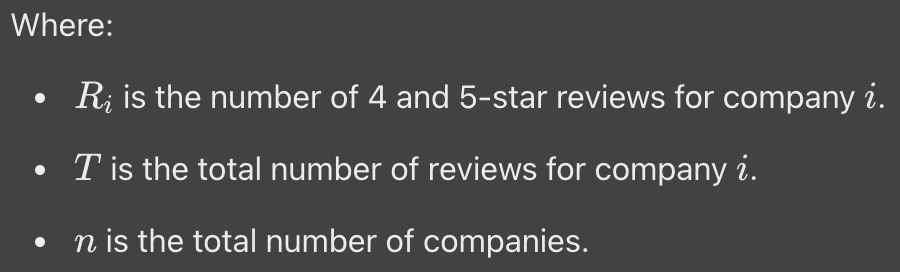 Where:
• Rᵢ is the number of 4 and 5-star reviews for company i.
• T is the total number of reviews for company i.
• n is the total number of companies.